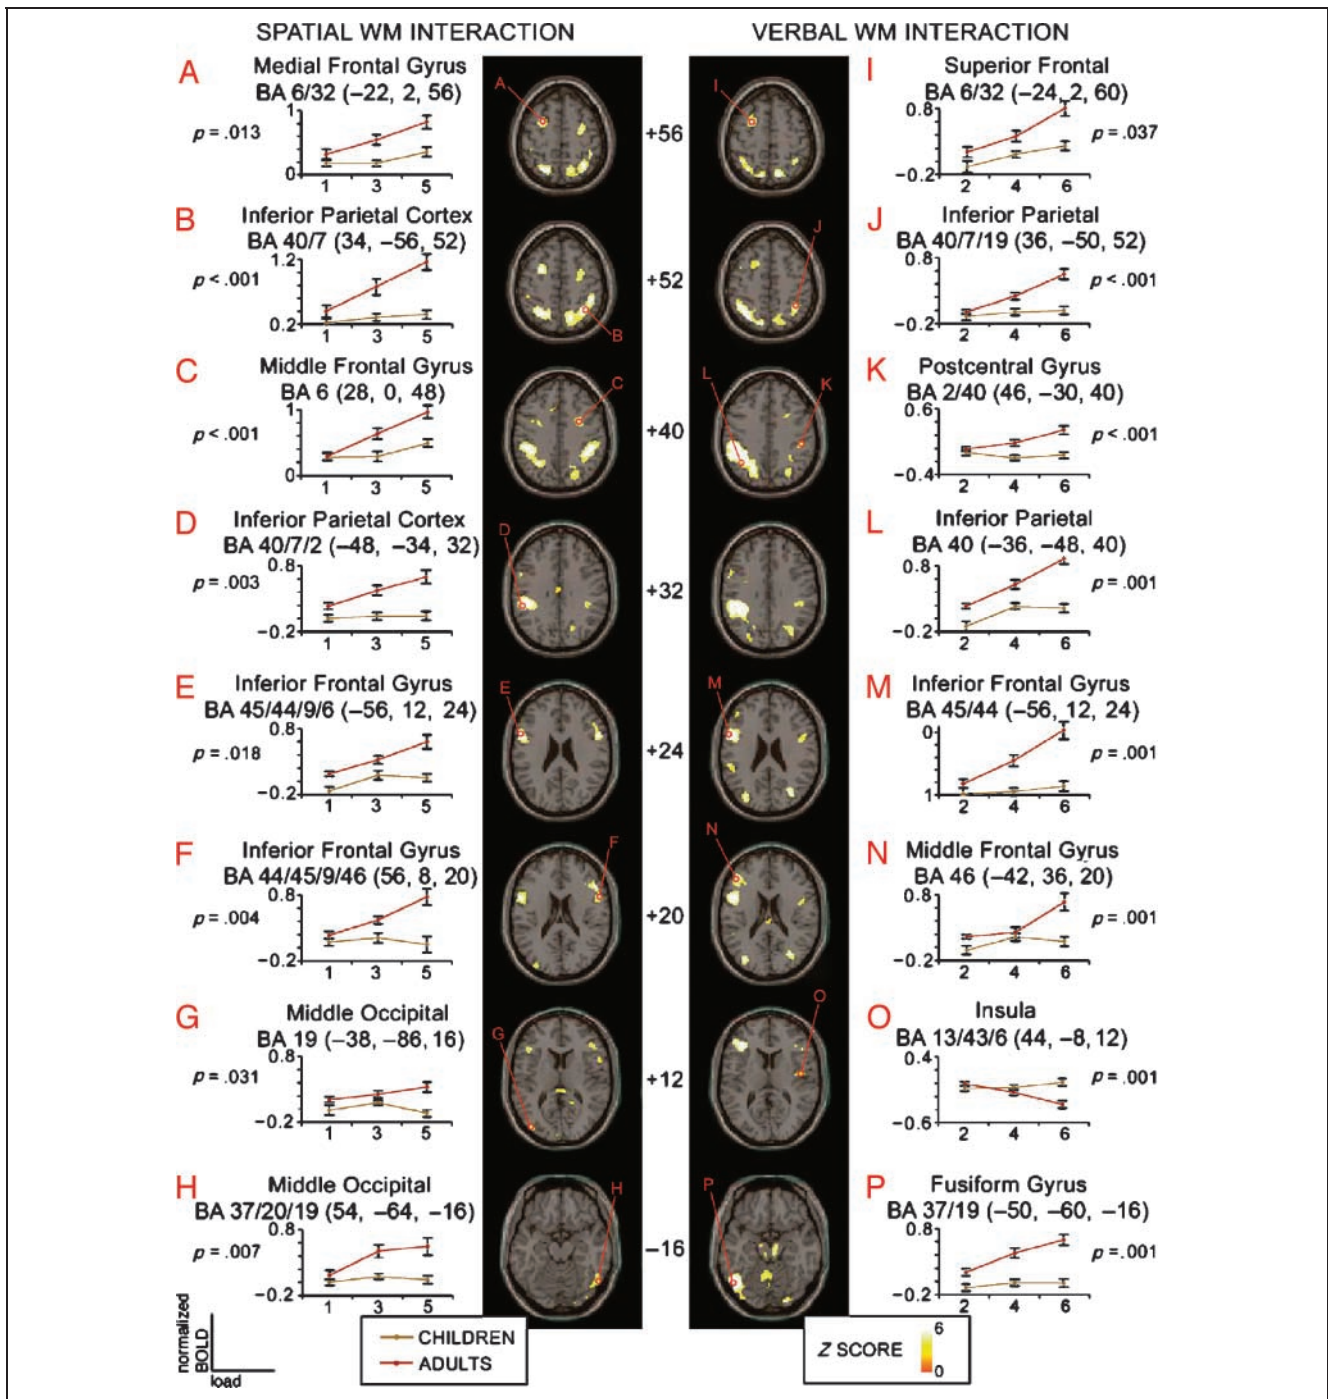 SPATIAL WM INTERACTION
VERBAL WM INTERACTION
A
Medial Frontal Gyrus
BA 6/32 (−22, 2, 56)
p = .013
1
0
1 3 5
B
Inferior Parietal Cortex
BA 40/7 (34, −56, 52)
p < .001
1.2
0.2
1 3 5
C
Middle Frontal Gyrus
BA 6 (28, 0, 48)
p < .001
1
0
1 3 5
D
Inferior Parietal Cortex
BA 40/7/2 (−48, −34, 32)
p = .003
0.8
−0.2
1 3 5
E
Inferior Frontal Gyrus
BA 45/44/9/6 (−56, 12, 24)
p = .018
0.8
−0.2
1 3 5
F
Inferior Frontal Gyrus
BA 44/45/9/46 (56, 8, 20)
p = .004
0.8
−0.2
1 3 5
G
Middle Occipital
BA 19 (−38, −86, 16)
p = .031
0.8
−0.2
1 3 5
H
Middle Occipital
BA 37/20/19 (54, −64, −16)
p = .007
0.8
−0.2
1 3 5
normalized
BOLD
load
CHILDREN
ADULTS
A
B
C
D
E
F
G
H
+56
+52
+40
+32
+24
+20
+12
−16
I
J
L
K
M
N
O
P
Z SCORE
6
0
I
Superior Frontal
BA 6/32 (−24, 2, 60)
0.8
p = .037
−0.2
2 4 6
J
Inferior Parietal
BA 40/7/19 (36, −50, 52)
0.8
p < .001
−0.2
2 4 6
K
Postcentral Gyrus
BA 2/40 (46, −30, 40)
0.6
p < .001
−0.4
2 4 6
L
Inferior Parietal
BA 40 (−36, −48, 40)
0.8
p = .001
−0.2
2 4 6
M
Inferior Frontal Gyrus
BA 45/44 (−56, 12, 24)
0
p = .001
1
2 4 6
N
Middle Frontal Gyrus
BA 46 (−42, 36, 20)
0.8
p = .001
−0.2
2 4 6
O
Insula
BA 13/43/6 (44, −8, 12)
0.4
p = .001
−0.6
2 4 6
P
Fusiform Gyrus
BA 37/19 (−50, −60, −16)
0.8
p = .001
−0.2
2 4 6